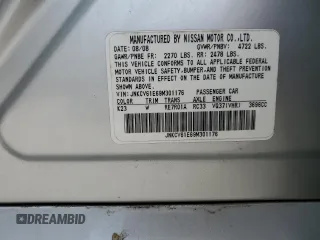 MANUFACTURED BY NISSAN MOTOR CO.,LTD.
DATE: 08/08 GVWR/PNBV: 4722 LBS.
GAWR/PNBE FR: 2270 LBS. RR: 2478 LBS.
THIS VEHICLE CONFORMS TO ALL APPLICABLE FEDERAL
MOTOR VEHICLE SAFETY,BUMPER,AND THEFT PREVENTION
STANDARDS IN EFFECT ON THE DATE OF MANUFACTURE
SHOWN ABOVE.
VIN: JNKCV61E69M301176 PASSENGER CAR
COLOR TRIM TRANS AXLE ENGINE
K23 W RE7R01A RC33 VQ37(VHR) 3696CC
© DREAMBID
DREAMBID